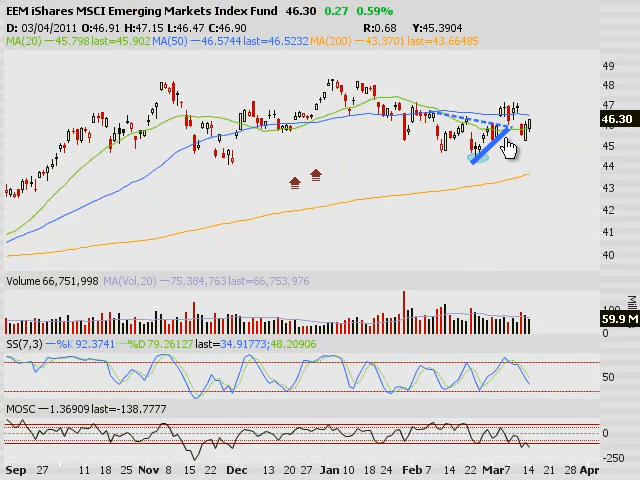 EEM iShares MSCI Emerging Markets Index Fund 46.30 0.27 0.59%
D: 03/04/2011 O:46.91 H:47.15 L:46.47 C:46.90 R:0.68 Y:45.3904
MA(20) —45.798 last=45.902 MA(50) —46.5744 last=46.5232 MA(200) —43.3701 last=43.66485
49
48
47
46.30
46
45
44
43
42
41
40
Volume 66,751,998 MA(Vol,20) —75,384,763 last=66,753,976
100
Mill
59.9 M
0
SS(7,3) —%K 92.3741 %D 79.26127 last=34.91773; 48.20906
50
MOSC —1.36909 last=-138.7777
0
-250
Sep 27 11 18 25 Nov 8 15 22 Dec 13 20 27 Jan 10 18 24 Feb 7 14 22 Mar 7 14 21 28 Apr